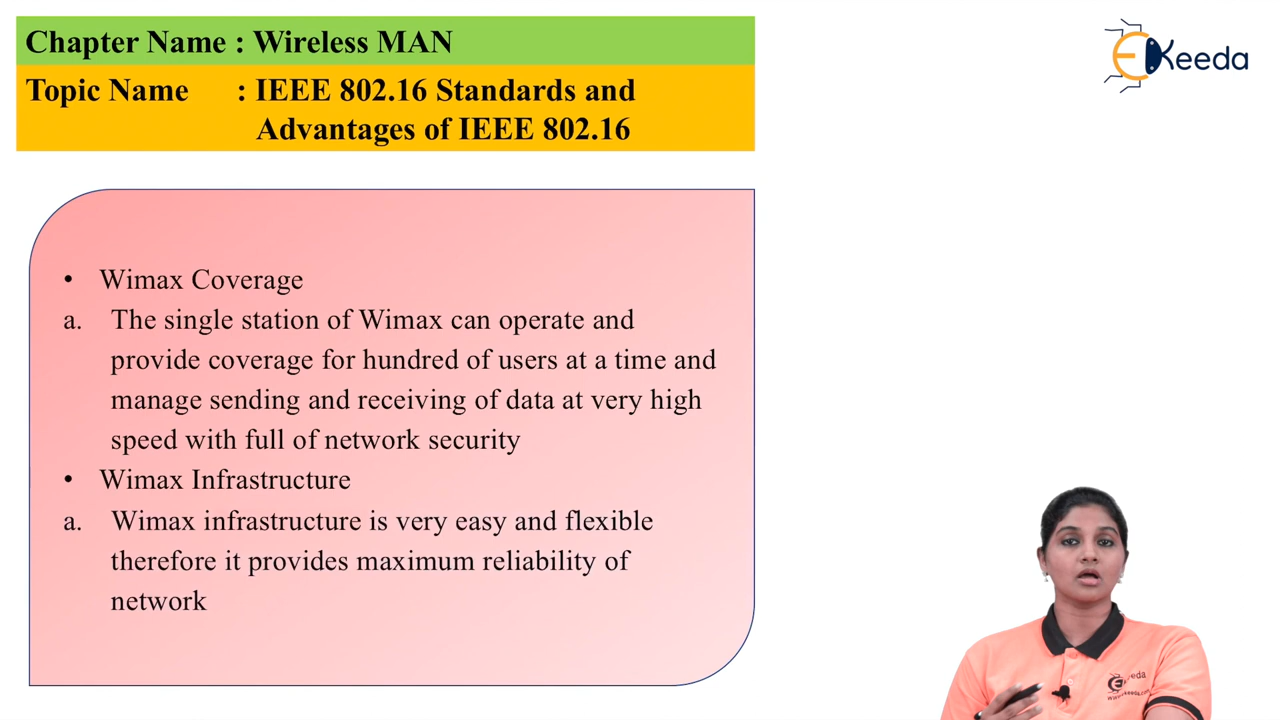 Chapter Name : Wireless MAN
Topic Name : IEEE 802.16 Standards and
Advantages of IEEE 802.16
EKeeda
• Wimax Coverage
a. The single station of Wimax can operate and
provide coverage for hundred of users at a time and
manage sending and receiving of data at very high
speed with full of network security
• Wimax Infrastructure
a. Wimax infrastructure is very easy and flexible
therefore it provides maximum reliability of
network